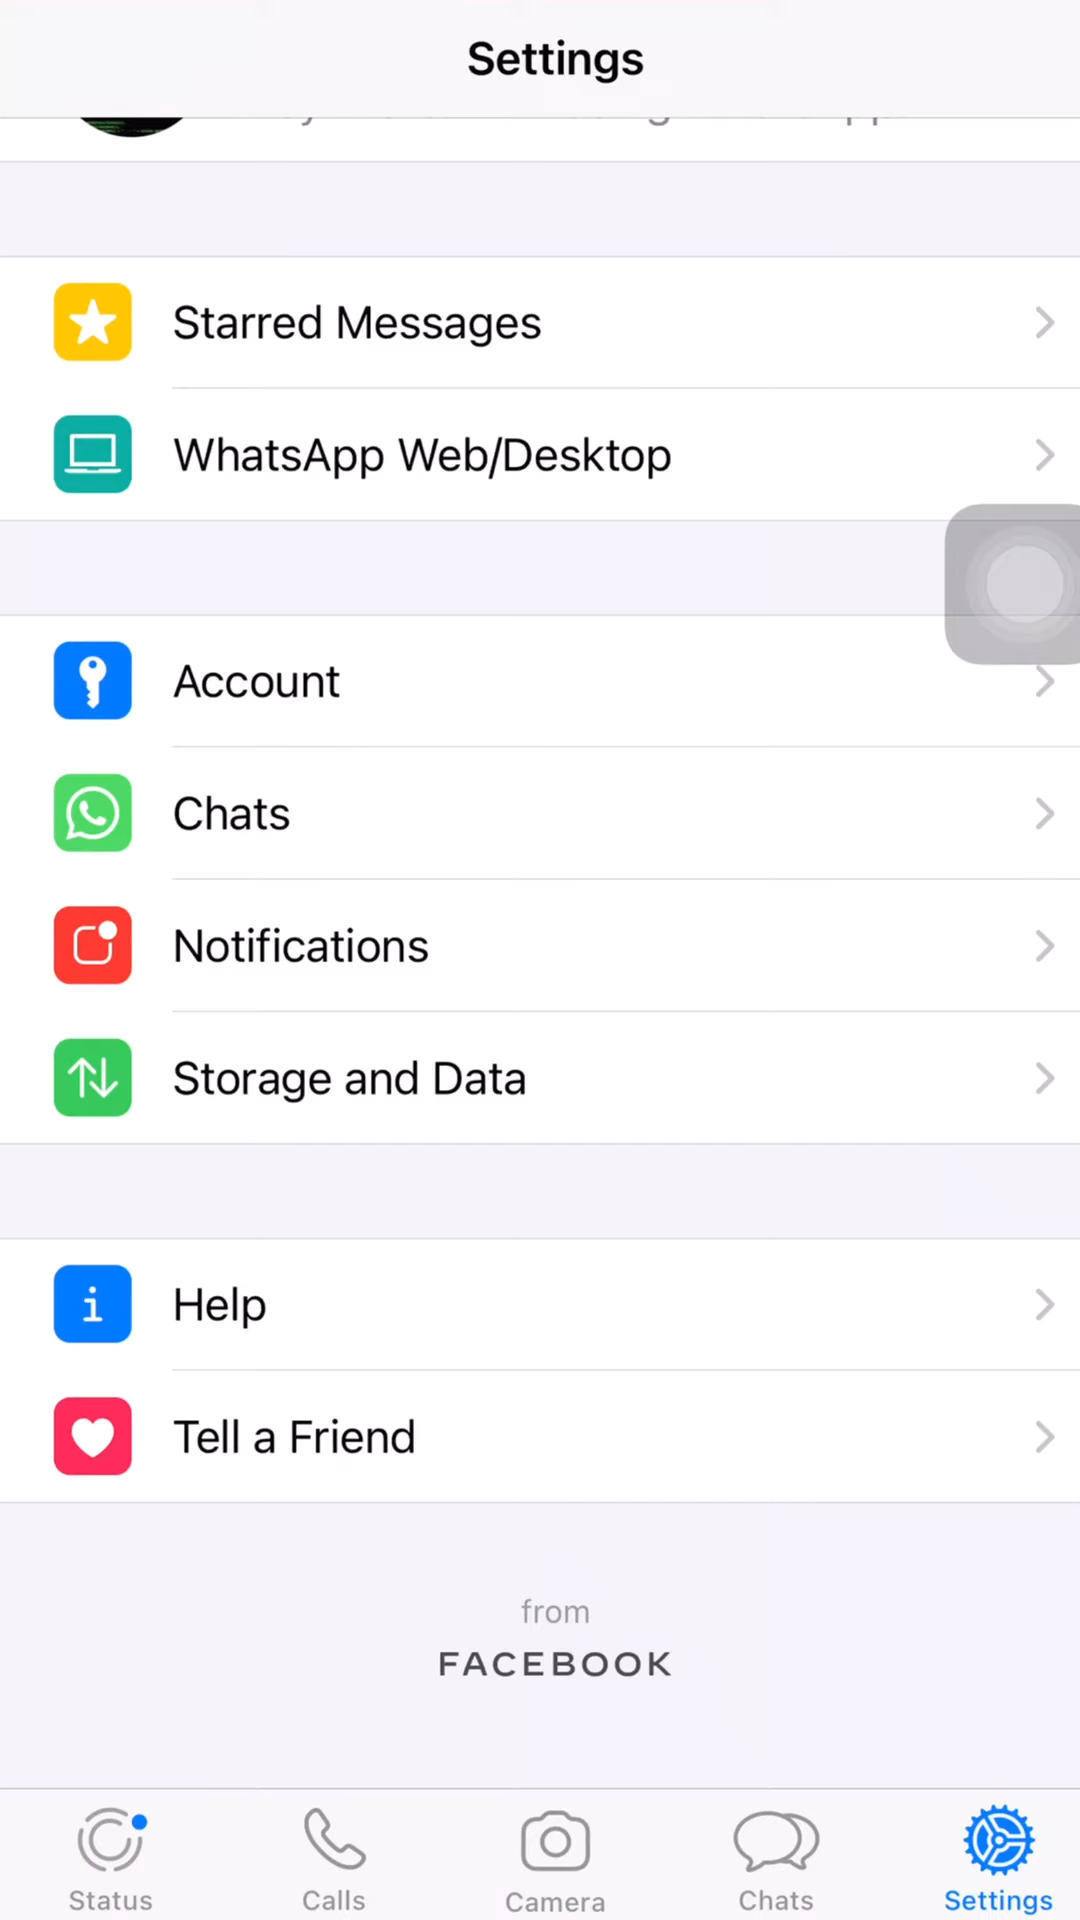 Settings
Starred Messages
WhatsApp Web/Desktop
Account
Chats
Notifications
Storage and Data
Help
Tell a Friend
from
FACEBOOK
Status
Calls
Camera
Chats
Settings